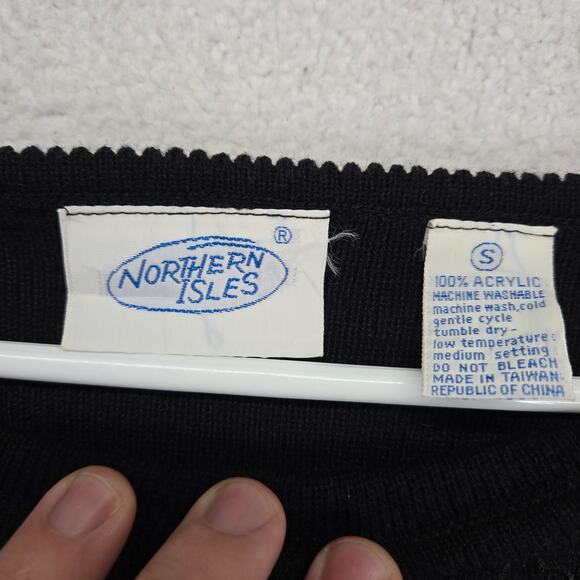 ®
NORTHERN
ISLES
S
100% ACRYLIC
MACHINE WASHABLE
machine wash,cold
gentle cycle
tumble dry-
low temperature:
medium setting
DO NOT BLEACH
MADE IN TAIWAN
REPUBLIC OF CHINA